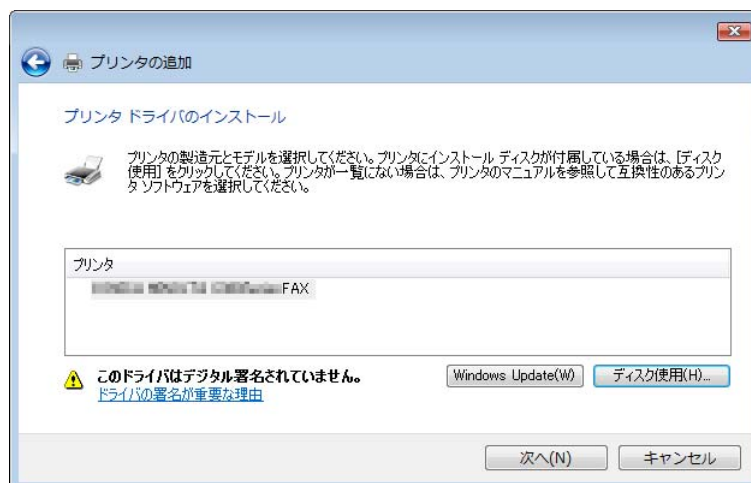 プリンタの追加
プリンタ ドライバのインストール
プリンタの製造元とモデルを選択してください。プリンタにインストール ディスクが付属している場合は、[ディスク
使用] をクリックしてください。プリンタが一覧にない場合は、プリンタのマニュアルを参照して互換性のあるプリン
タ ソフトウェアを選択してください。
プリンタ
FAX
このドライバはデジタル署名されていません。
ドライバの署名が重要な理由
Windows Update(W)
ディスク使用(H)...
次へ(N)
キャンセル